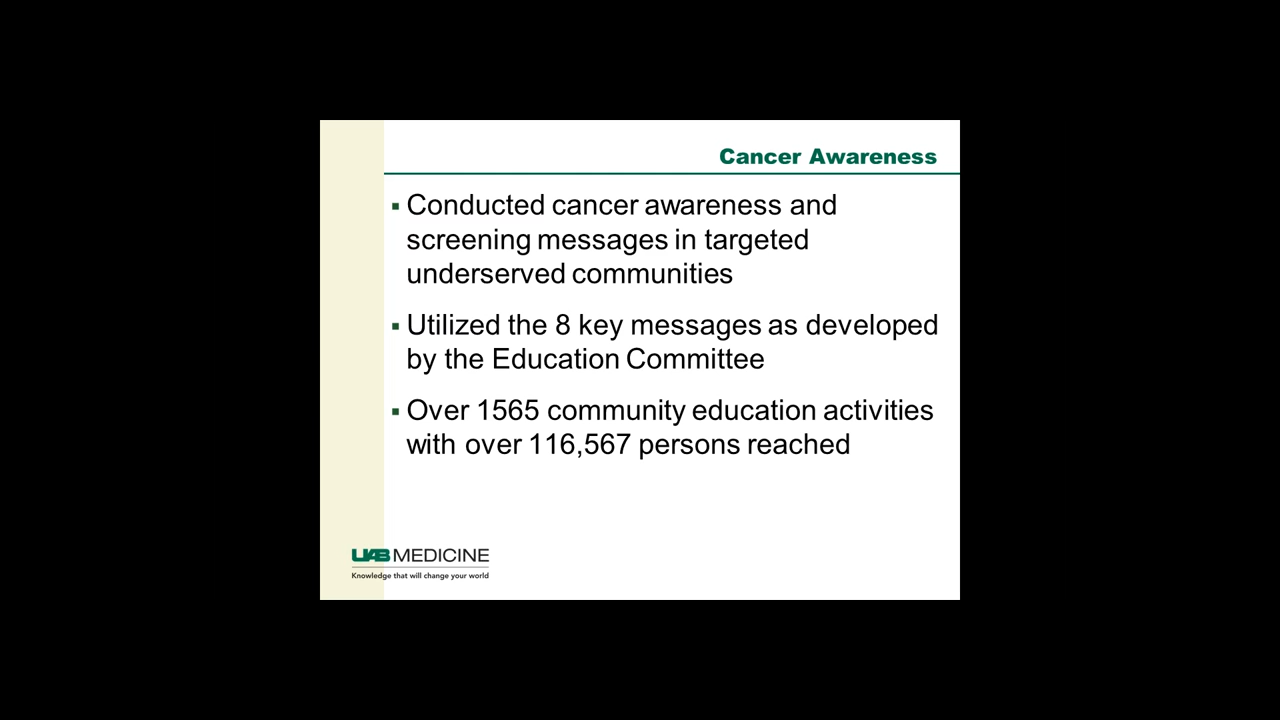 Cancer Awareness
Conducted cancer awareness and
screening messages in targeted
underserved communities
Utilized the 8 key messages as developed
by the Education Committee
Over 1565 community education activities
with over 116,567 persons reached
UAB MEDICINE
Knowledge that will change your world